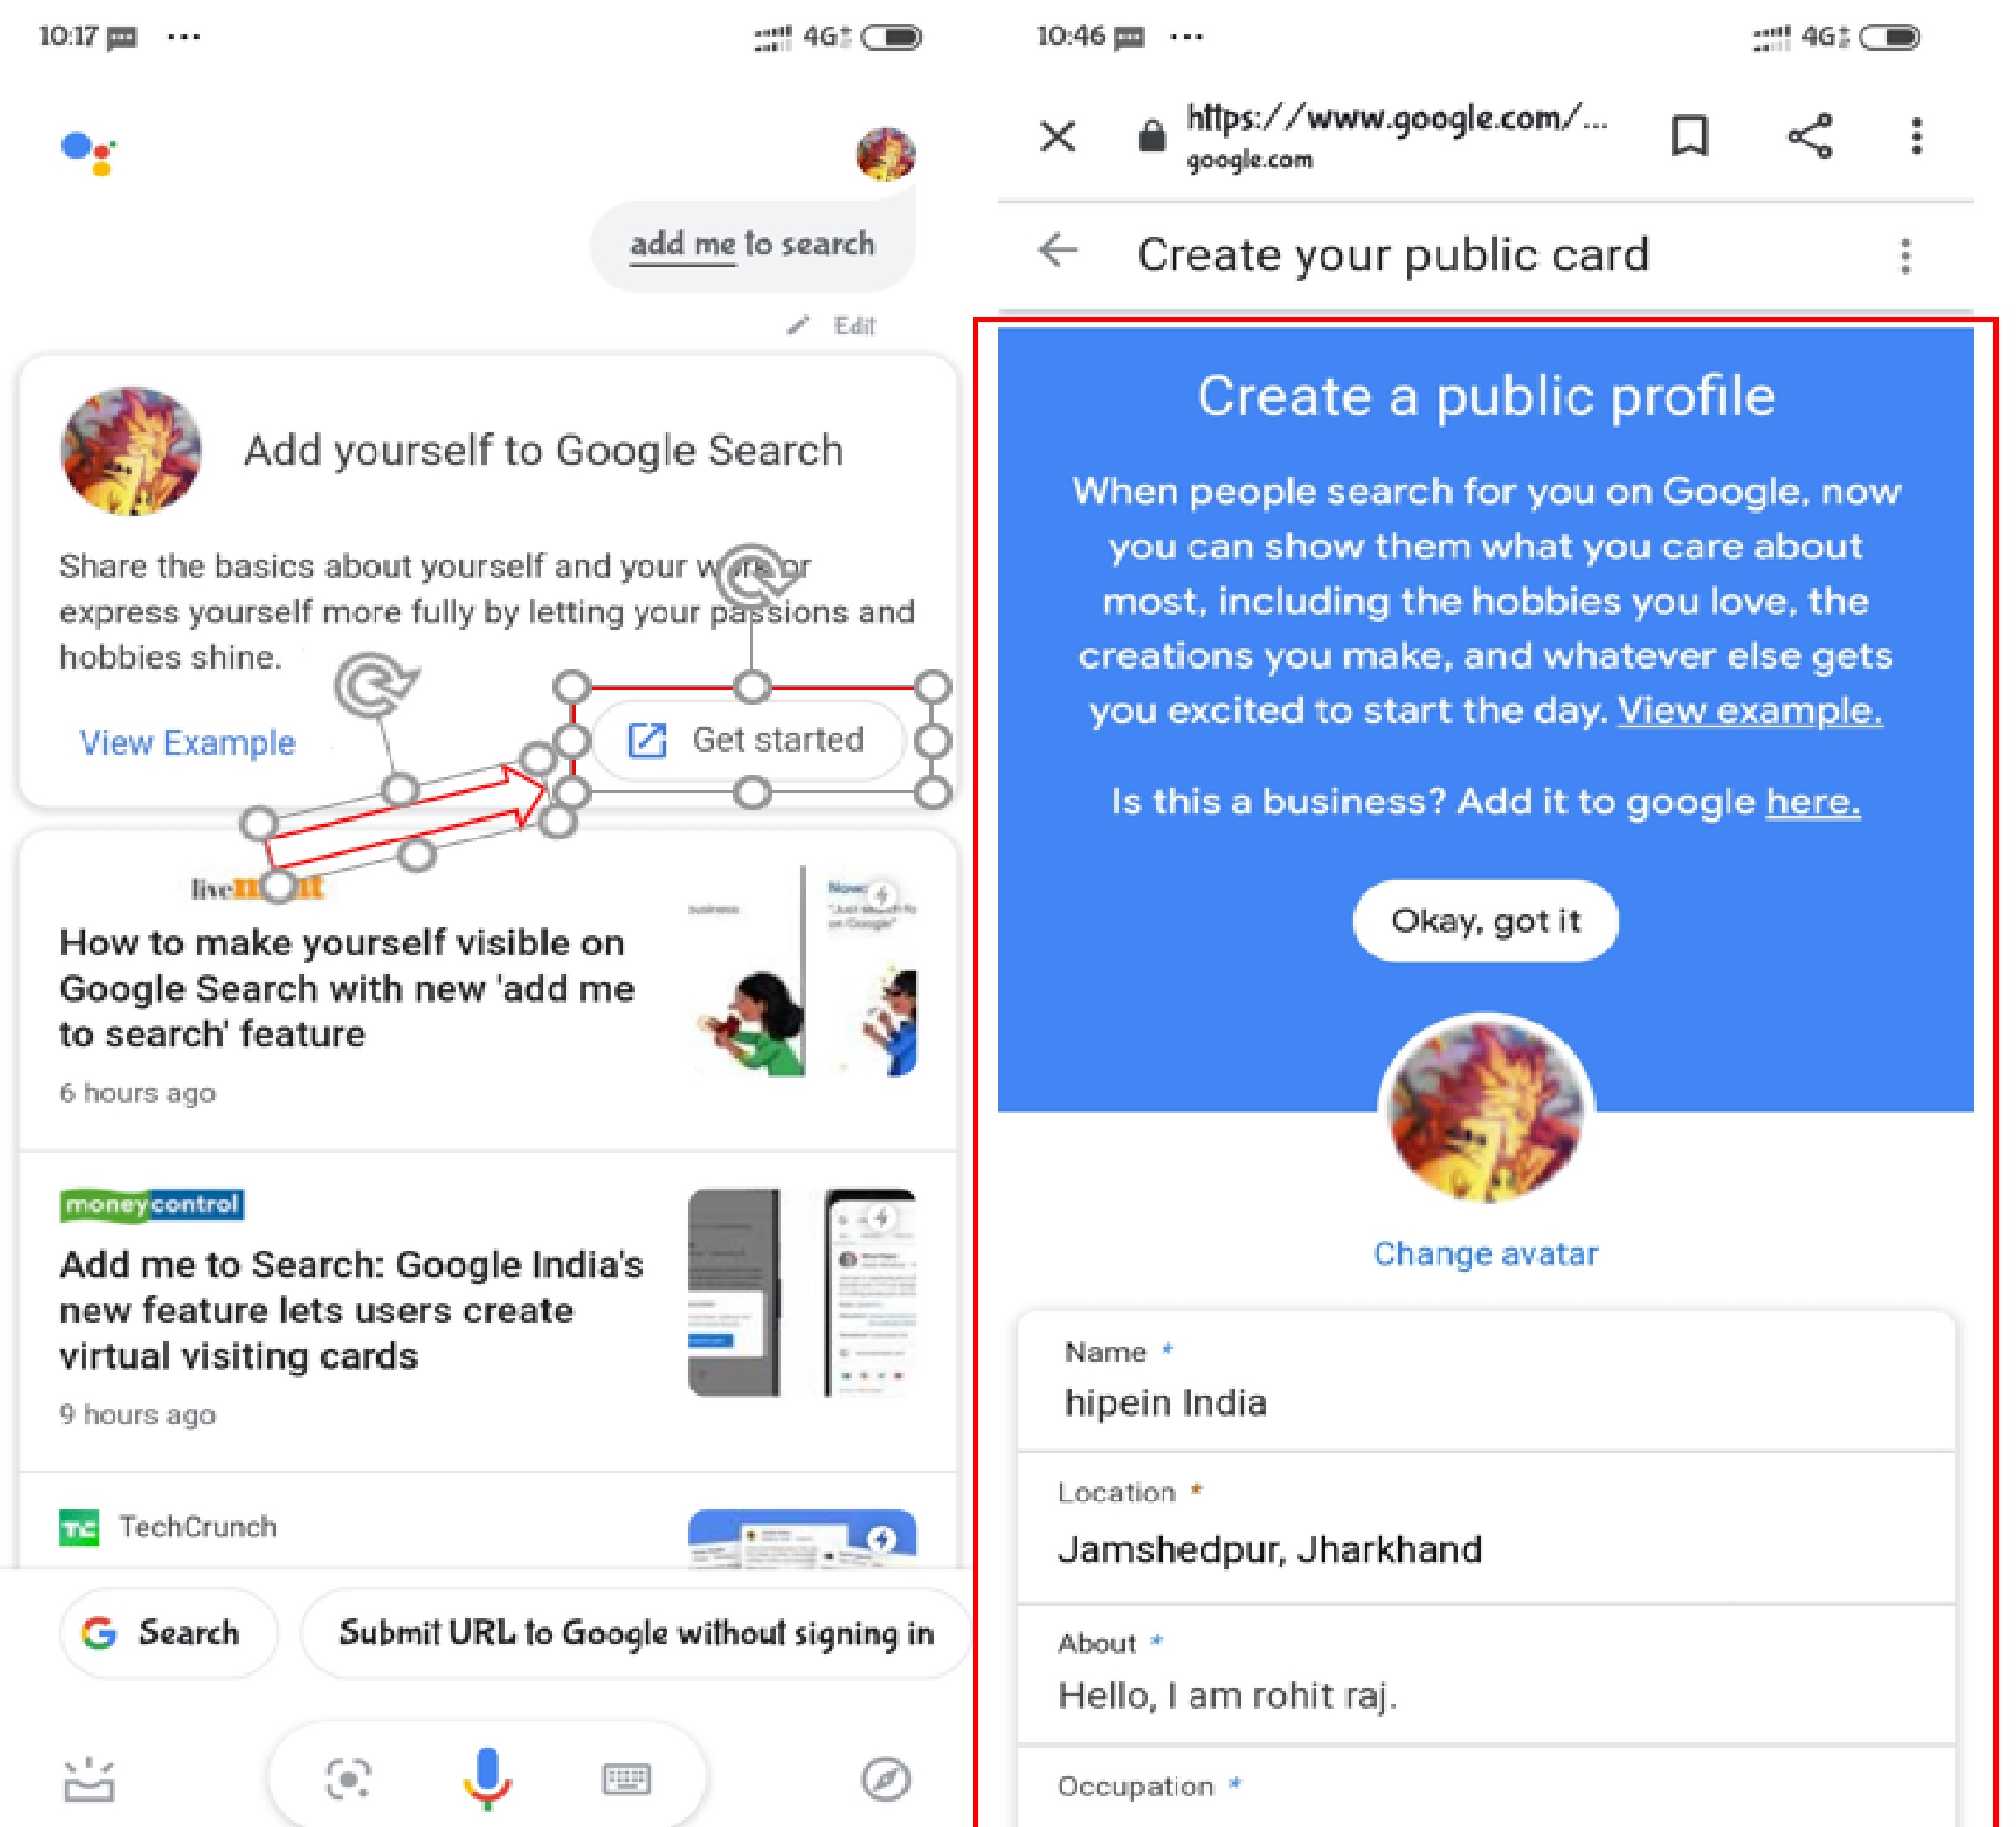 10:17
4G
add me to search
Edit
Add yourself to Google Search
Share the basics about yourself and your work or
express yourself more fully by letting your passions and
hobbies shine.
View Example
Get started
live
How to make yourself visible on
Google Search with new 'add me
to search' feature
6 hours ago
moneycontrol
Add me to Search: Google India's
new feature lets users create
virtual visiting cards
9 hours ago
TC TechCrunch
G Search
Submit URL to Google without signing in
10:46
4G
https://www.google.com/...
google.com
Create your public card
Create a public profile
When people search for you on Google, now
you can show them what you care about
most, including the hobbies you love, the
creations you make, and whatever else gets
you excited to start the day. View example.
Is this a business? Add it to google here.
Okay, got it
Change avatar
Name *
hipein India
Location *
Jamshedpur, Jharkhand
About *
Hello, I am rohit raj.
Occupation *